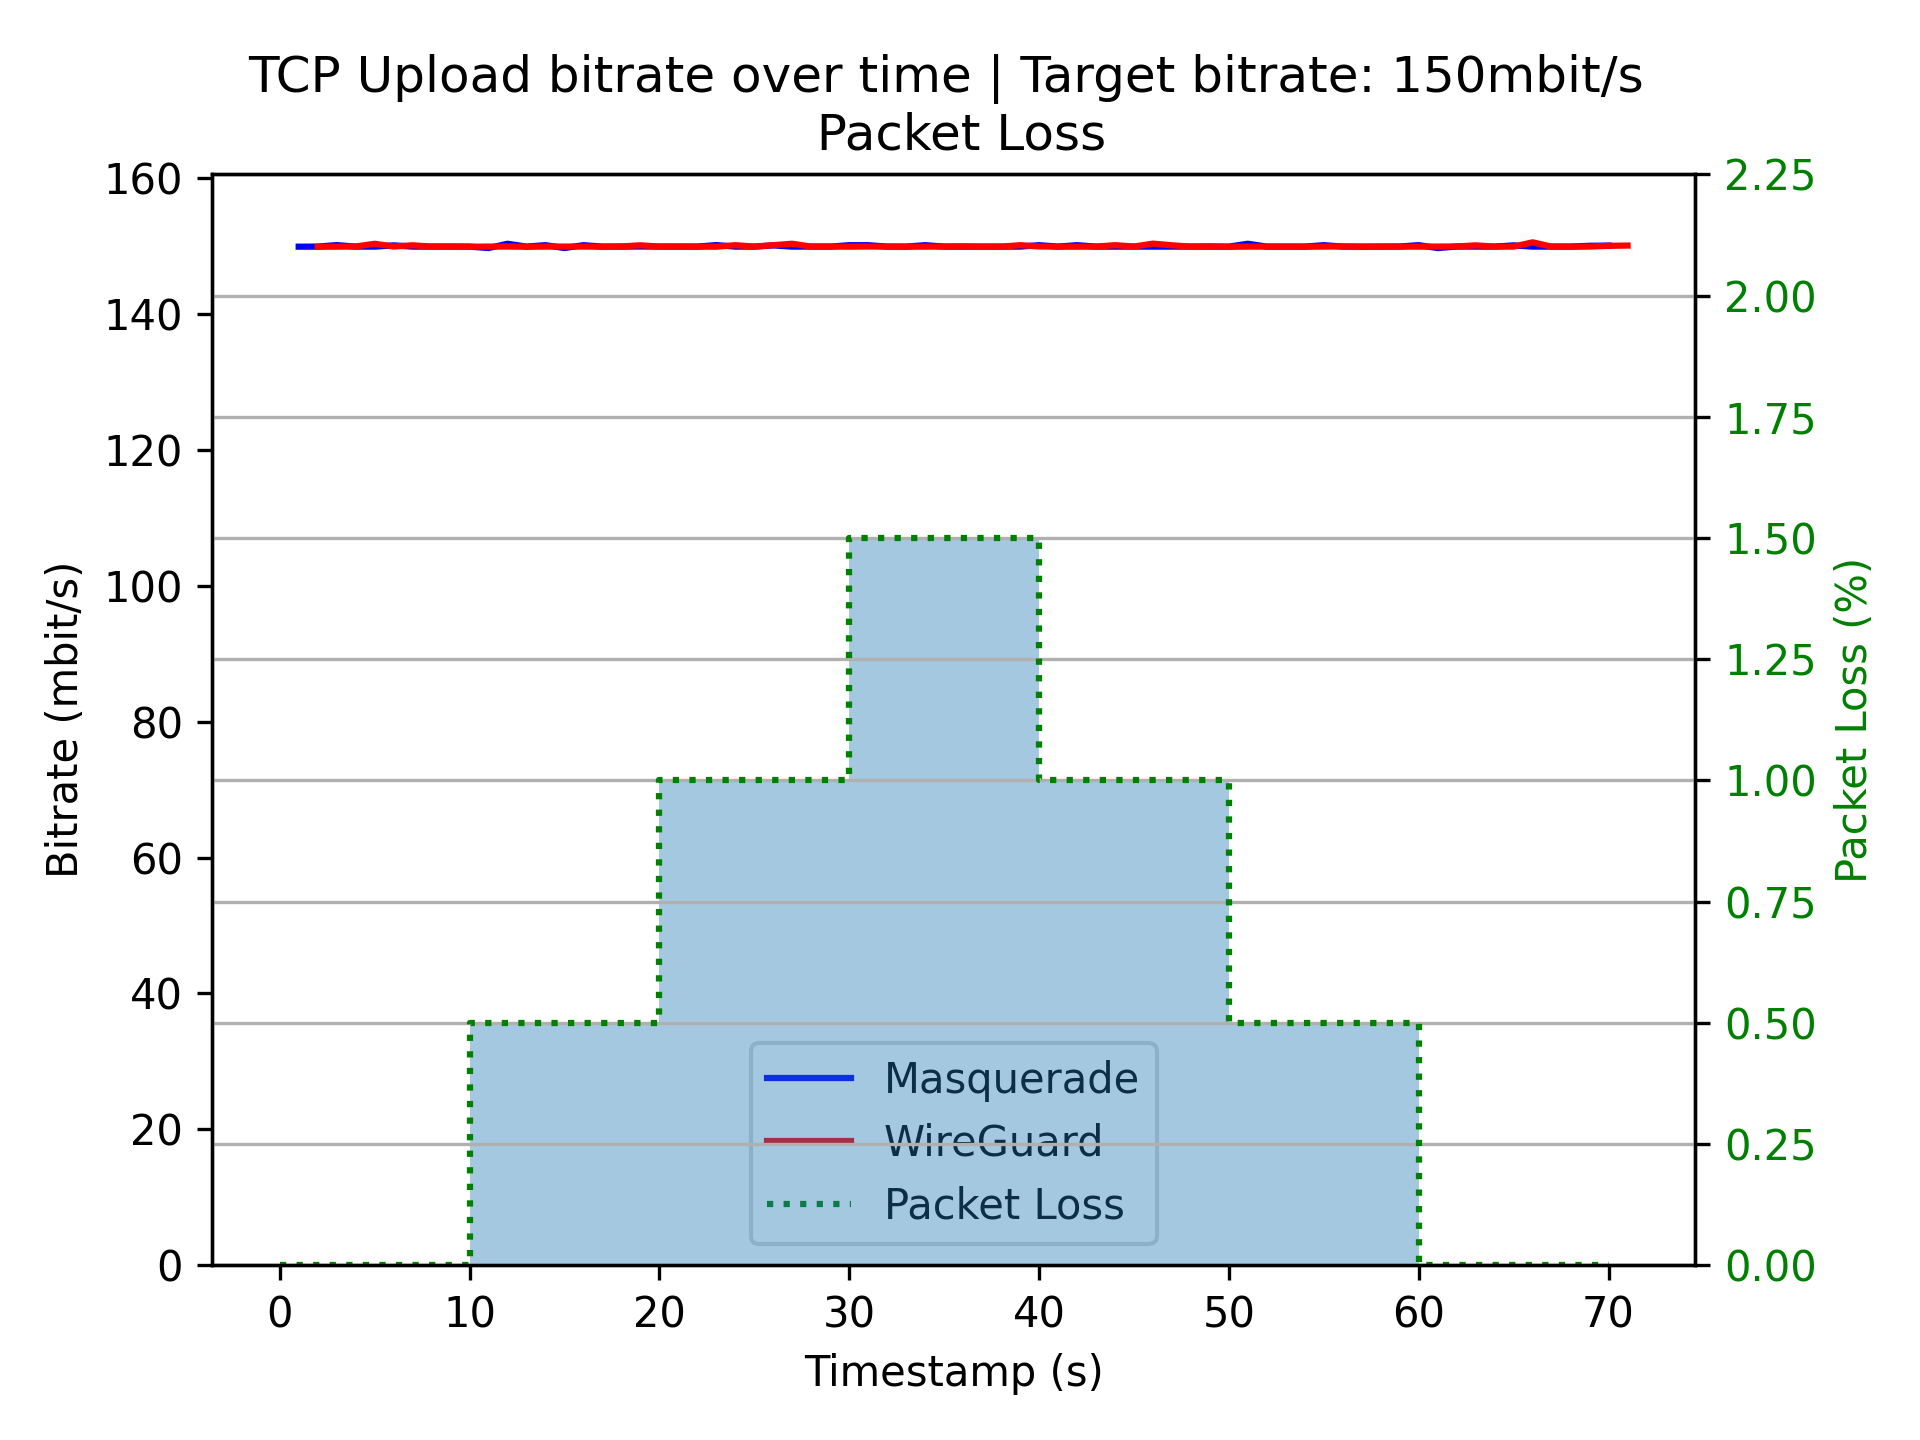 TCP Upload bitrate over time | Target bitrate: 150mbit/s
Packet Loss
160
140
120
100
80
60
40
20
0
Bitrate (mbit/s)
2.25
2.00
1.75
1.50
1.25
1.00
0.75
0.50
0.25
0.00
Packet Loss (%)
Masquerade
WireGuard
Packet Loss
0 10 20 30 40 50 60 70
Timestamp (s)